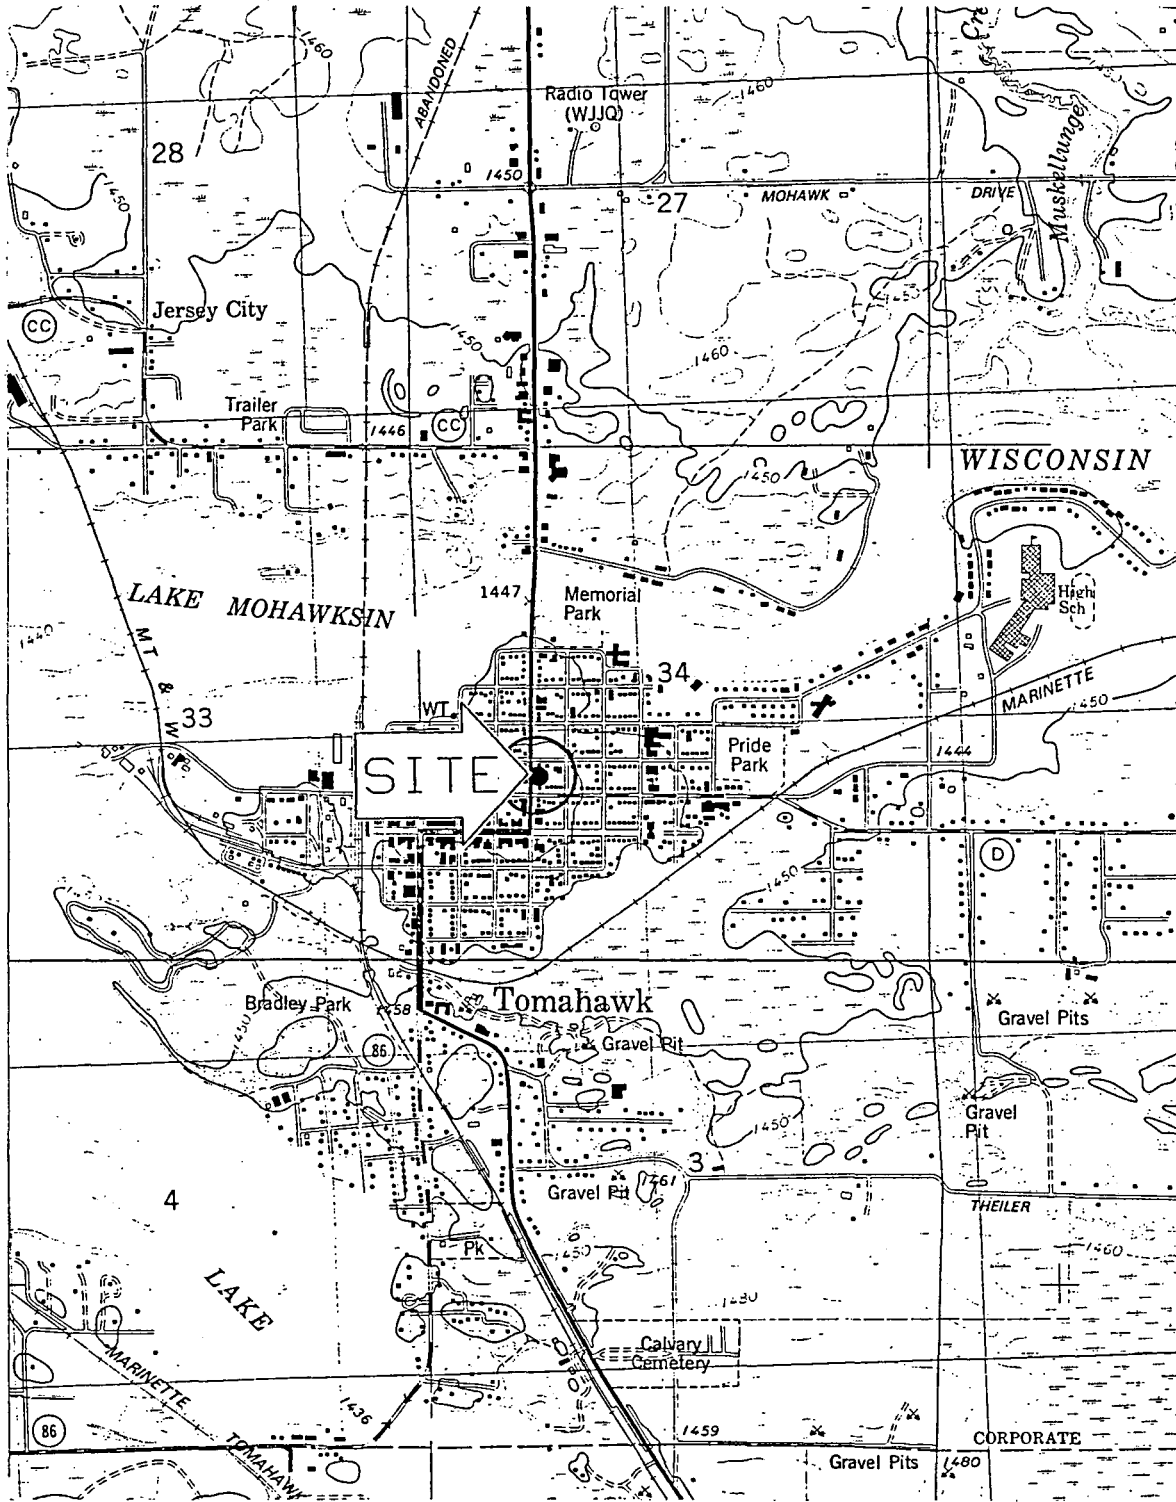 1460
ABANDONED
Cre
Radio Tower
(WJJQ)
1460
28
1450
27
MOHAWK
DRIVE
Muskellunge
1450
Jersey City
CC
1450
1460
Trailer
Park
1446
CC
WISCONSIN
1450
LAKE MOHAWKSIN
1447
Memorial
Park
High
Sch
1440
MT & W
34
MARINETTE
1450
33
WT
SITE
Pride
Park
1444
D
1450
Bradley Park
1458
Tomahawk
Gravel Pits
1450
86
Gravel Pit
Gravel
Pit
1450
3
4
Gravel Pit
1461
THEILER
Pk
1450
1460
LAKE
Calvary
Cemetery
MARINETTE
1436
86
TOMAHAWK
1459
CORPORATE
Gravel Pits
1480